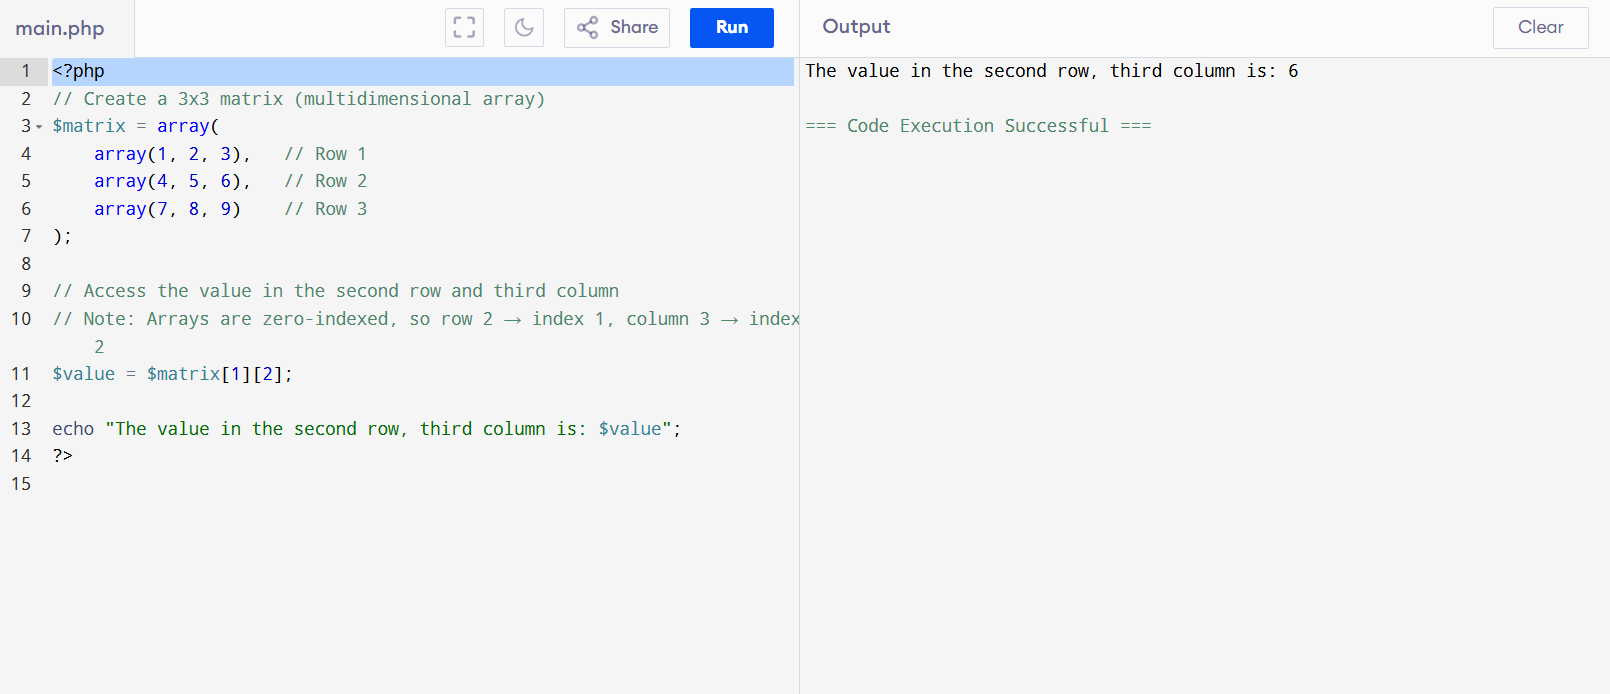 main.php
Share
Run
Output
Clear
1 <?php
2 // Create a 3x3 matrix (multidimensional array)
3 $matrix = array(
4     array(1, 2, 3),   // Row 1
5     array(4, 5, 6),   // Row 2
6     array(7, 8, 9)    // Row 3
7 );
8
9 // Access the value in the second row and third column
10 // Note: Arrays are zero-indexed, so row 2 → index 1, column 3 → index
2
11 $value = $matrix[1][2];
12
13 echo "The value in the second row, third column is: $value";
14 ?>
15
The value in the second row, third column is: 6
=== Code Execution Successful ===